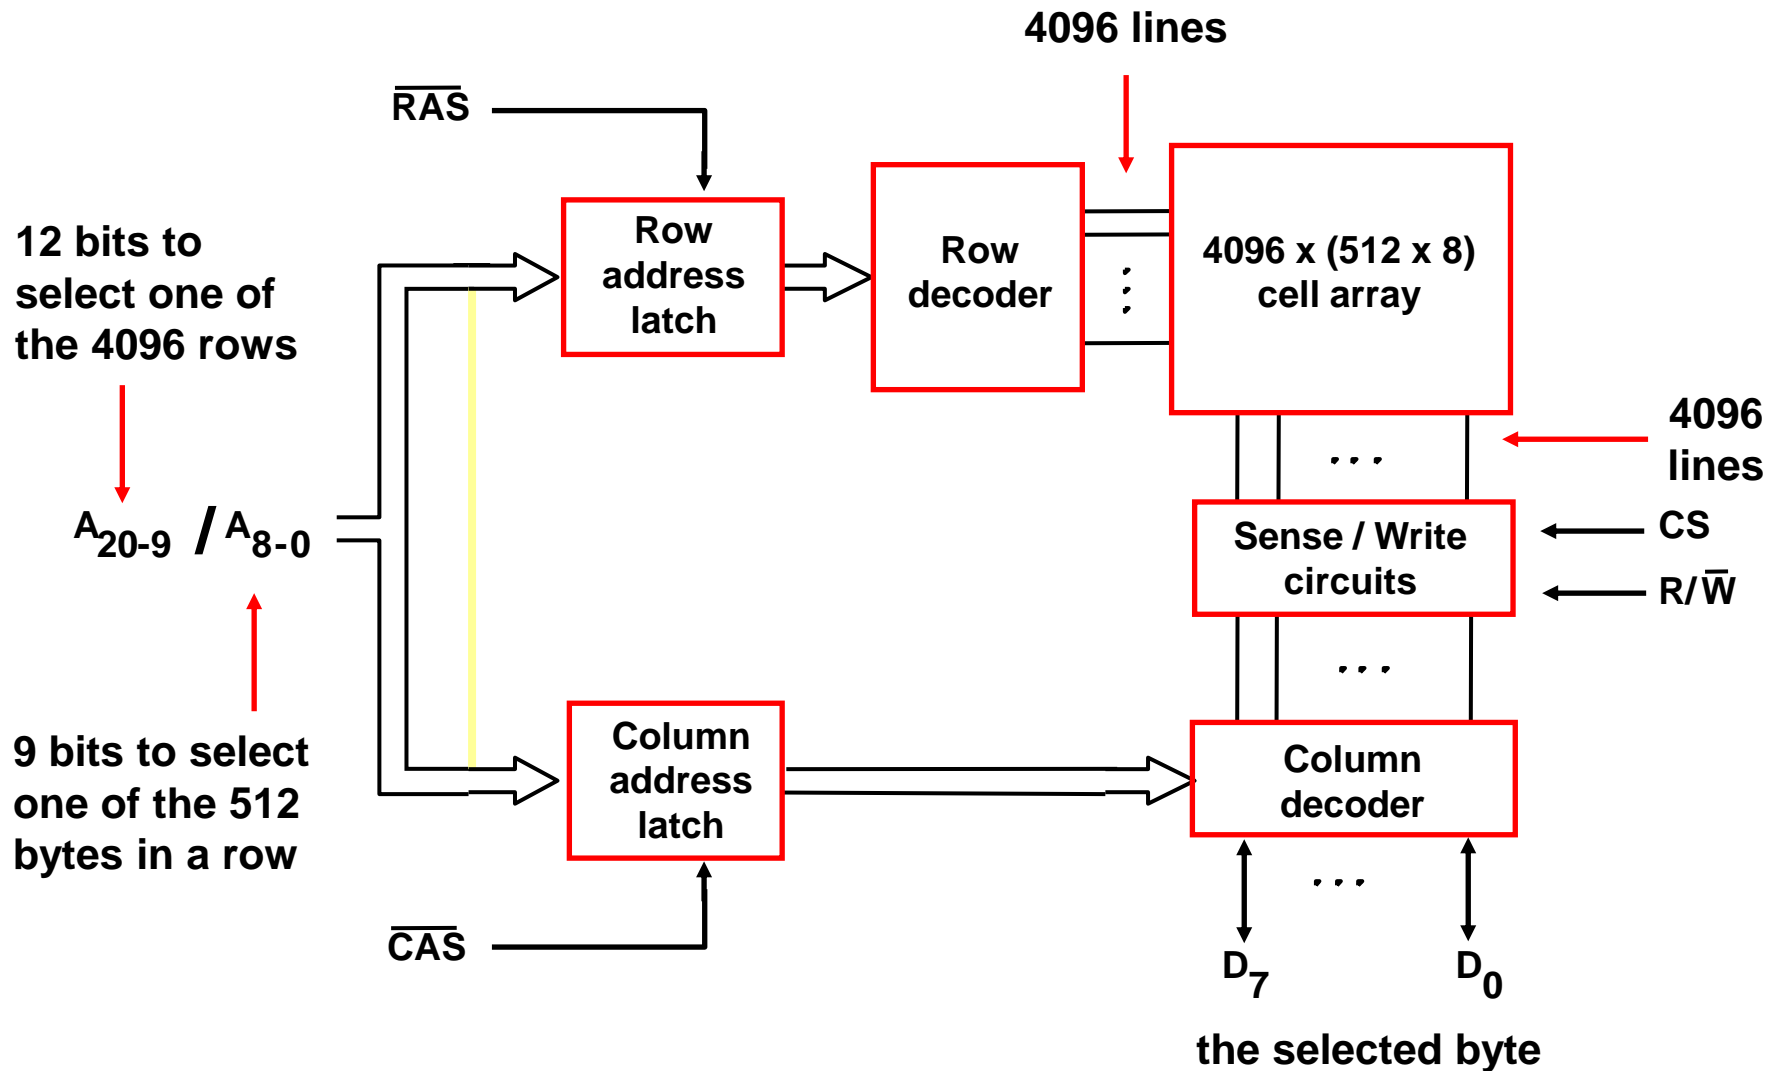 4096 lines
RAS
12 bits to
select one of
the 4096 rows
Row
address
latch
Row
decoder
4096 x (512 x 8)
cell array
4096
lines
A20-9 / A8-0
Sense / Write
circuits
CS
R/W̅
9 bits to select
one of the 512
bytes in a row
Column
address
latch
Column
decoder
CAS
D7
D0
the selected byte